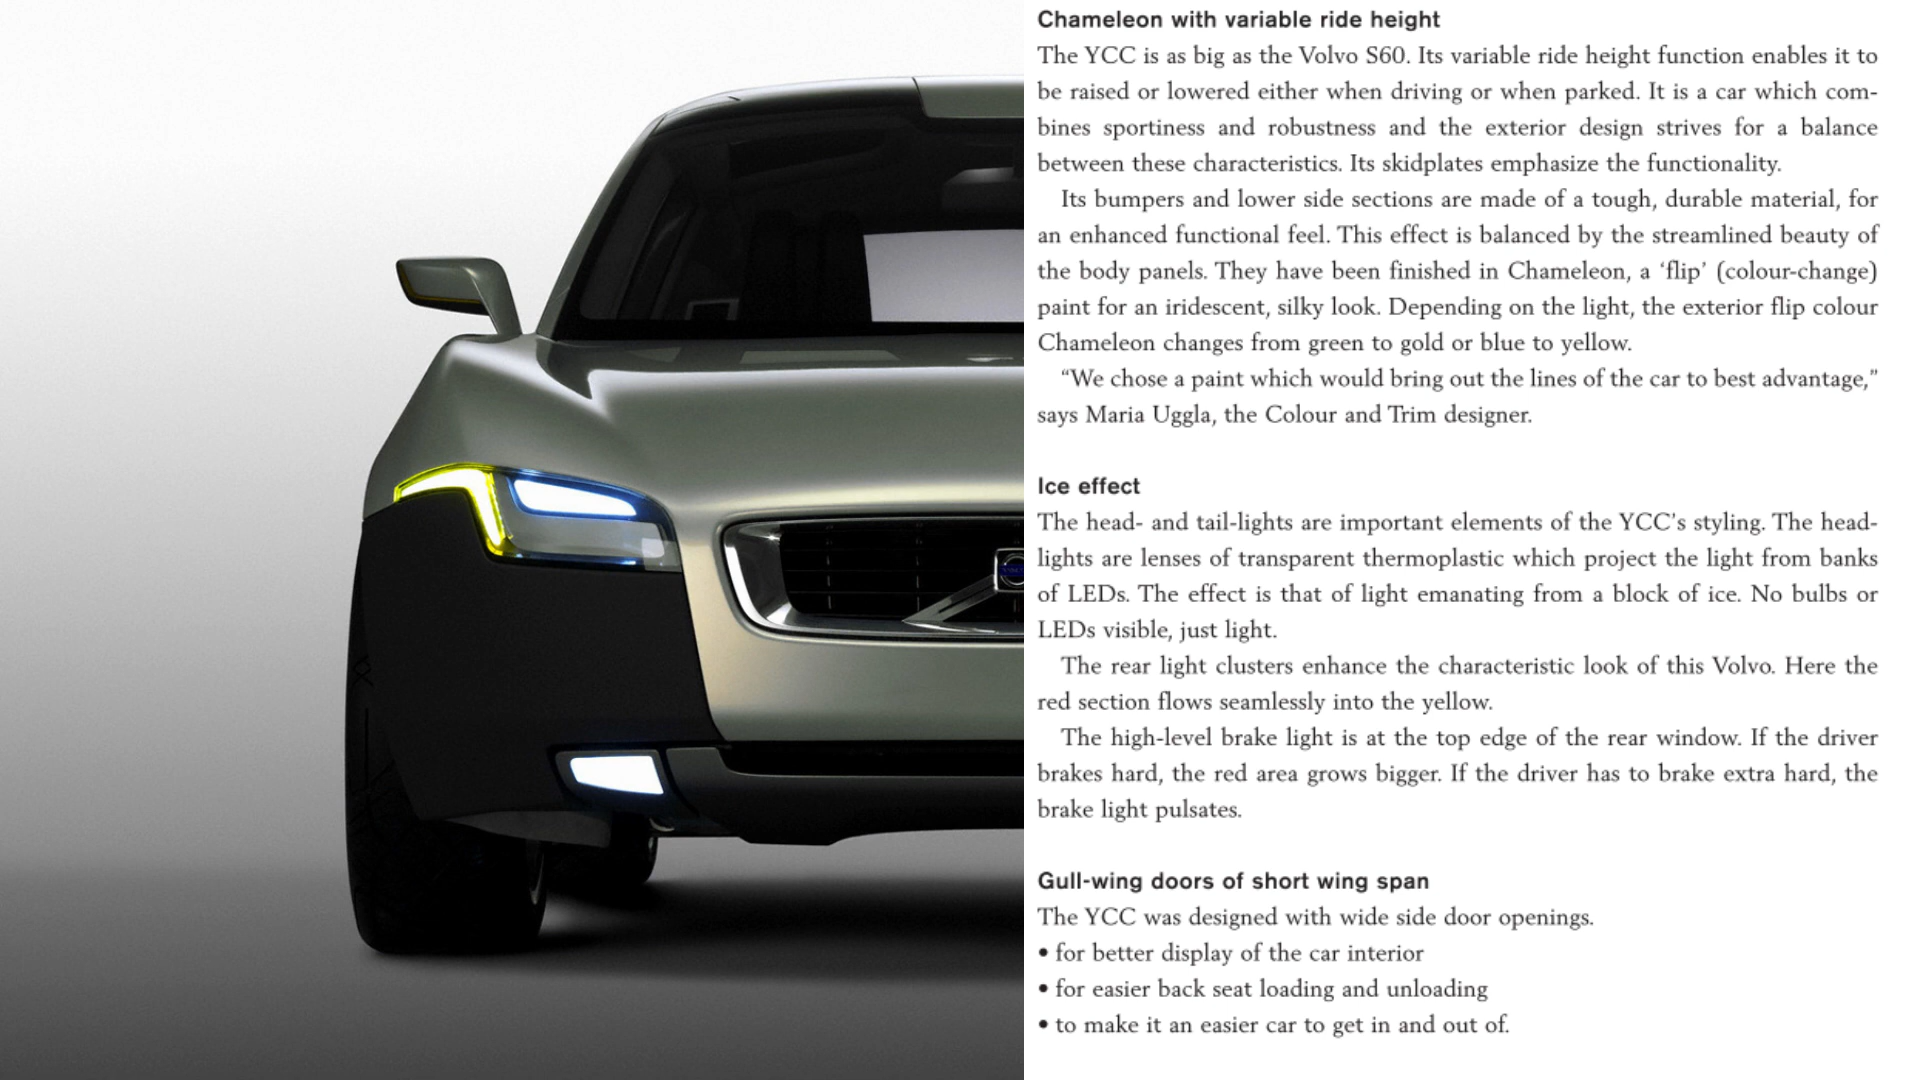 Chameleon with variable ride height
The YCC is as big as the Volvo S60. Its variable ride height function enables it to
be raised or lowered either when driving or when parked. It is a car which com-
bines sportiness and robustness and the exterior design strives for a balance
between these characteristics. Its skidplates emphasize the functionality.
Its bumpers and lower side sections are made of a tough, durable material, for
an enhanced functional feel. This effect is balanced by the streamlined beauty of
the body panels. They have been finished in Chameleon, a ‘flip’ (colour-change)
paint for an iridescent, silky look. Depending on the light, the exterior flip colour
Chameleon changes from green to gold or blue to yellow.
“We chose a paint which would bring out the lines of the car to best advantage,”
says Maria Uggla, the Colour and Trim designer.
Ice effect
The head- and tail-lights are important elements of the YCC’s styling. The head-
lights are lenses of transparent thermoplastic which project the light from banks
of LEDs. The effect is that of light emanating from a block of ice. No bulbs or
LEDs visible, just light.
The rear light clusters enhance the characteristic look of this Volvo. Here the
red section flows seamlessly into the yellow.
The high-level brake light is at the top edge of the rear window. If the driver
brakes hard, the red area grows bigger. If the driver has to brake extra hard, the
brake light pulsates.
Gull-wing doors of short wing span
The YCC was designed with wide side door openings.
• for better display of the car interior
• for easier back seat loading and unloading
• to make it an easier car to get in and out of.